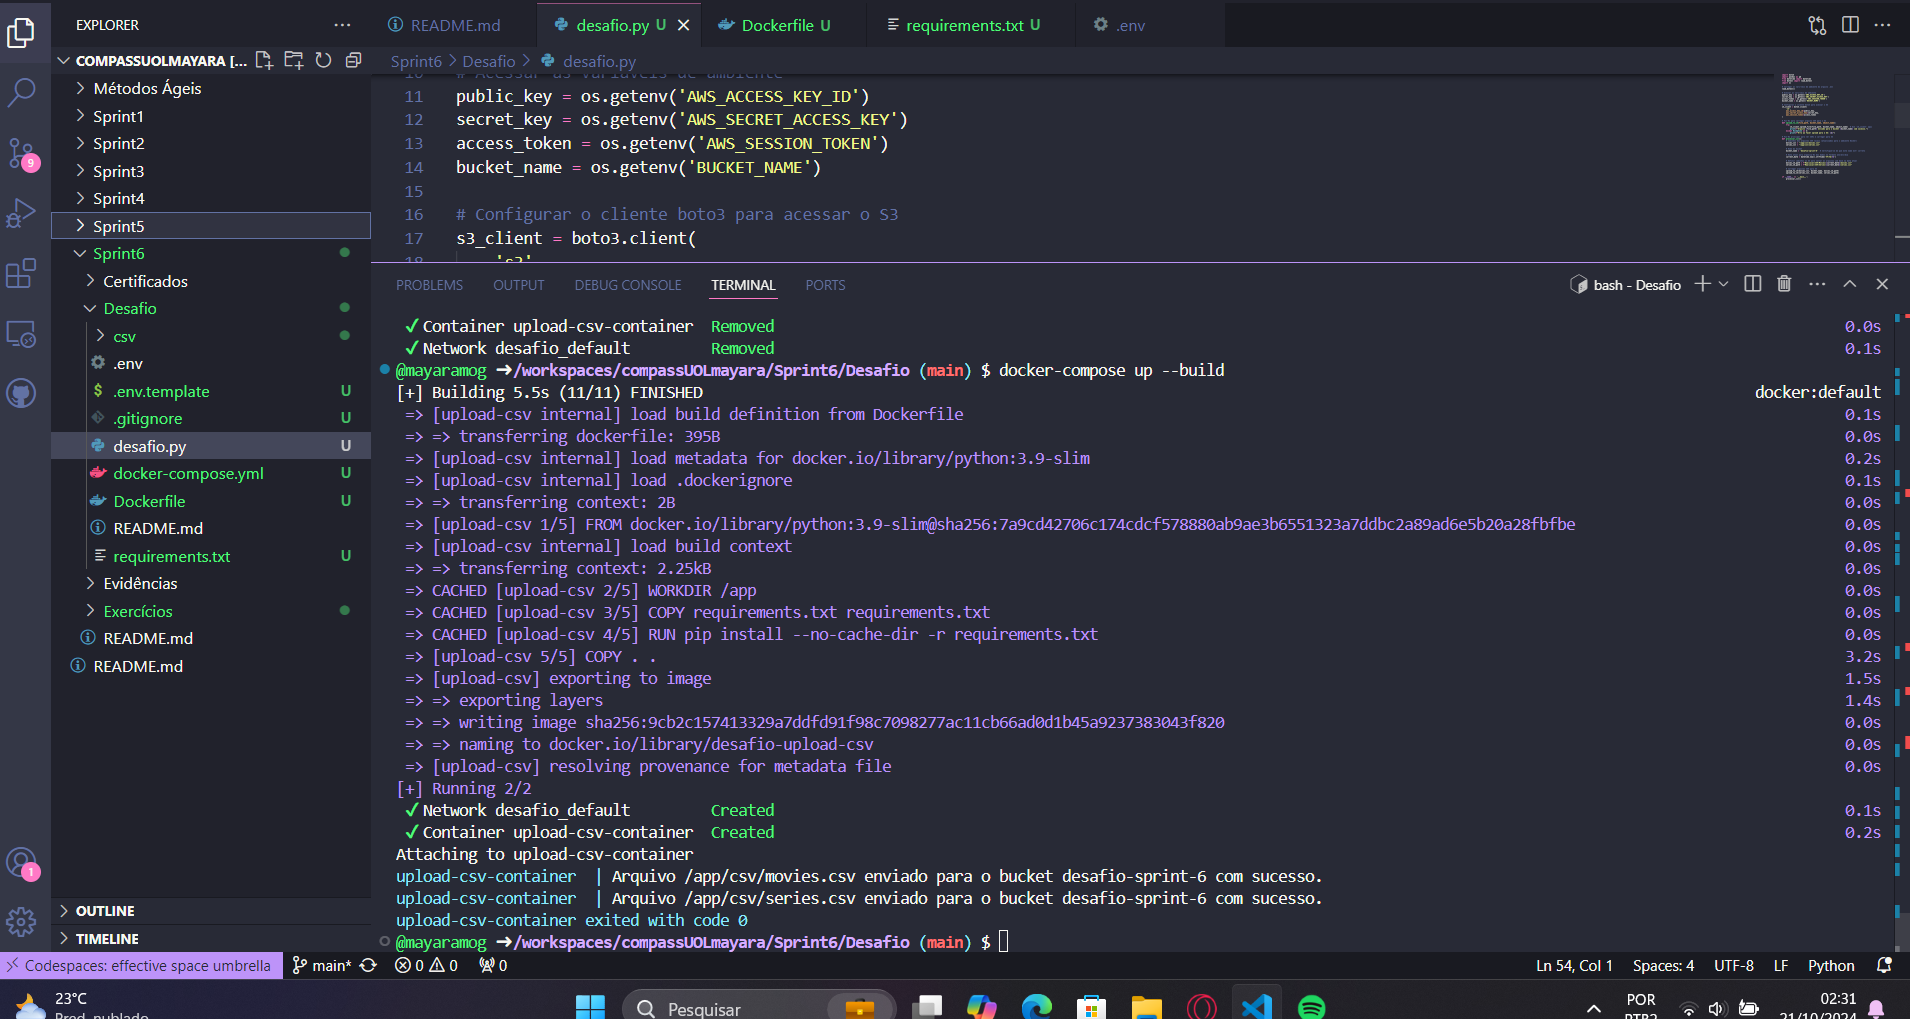 EXPLORER
COMPASSUOLMAYARA [...
Métodos Ágeis
Sprint1
Sprint2
Sprint3
Sprint4
Sprint5
Sprint6
Certificados
Desafio
csv
.env
.env.template U
.gitignore U
desafio.py U
docker-compose.yml U
Dockerfile U
README.md
requirements.txt U
Evidências
Exercícios
README.md
README.md
OUTLINE
TIMELINE
9
1
README.md
desafio.py U
Dockerfile U
requirements.txt U
.env
Sprint6 > Desafio > desafio.py
10 # Acessar as variáveis de ambiente
11 public_key = os.getenv('AWS_ACCESS_KEY_ID')
12 secret_key = os.getenv('AWS_SECRET_ACCESS_KEY')
13 access_token = os.getenv('AWS_SESSION_TOKEN')
14 bucket_name = os.getenv('BUCKET_NAME')
15
16 # Configurar o cliente boto3 para acessar o S3
17 s3_client = boto3.client(
18 's3'
PROBLEMS OUTPUT DEBUG CONSOLE TERMINAL PORTS
bash - Desafio
✓ Container upload-csv-container Removed 0.0s
✓ Network desafio_default Removed 0.1s
@mayaramog ➜/workspaces/compassUOLmayara/Sprint6/Desafio (main) $ docker-compose up --build
[+] Building 5.5s (11/11) FINISHED docker:default
=> [upload-csv internal] load build definition from Dockerfile 0.1s
=> => transferring dockerfile: 395B 0.0s
=> [upload-csv internal] load metadata for docker.io/library/python:3.9-slim 0.2s
=> [upload-csv internal] load .dockerignore 0.1s
=> => transferring context: 2B 0.0s
=> [upload-csv 1/5] FROM docker.io/library/python:3.9-slim@sha256:7a9cd42706c174cdcf578880ab9ae3b6551323a7ddbc2a89ad6e5b20a28fbfbe 0.0s
=> [upload-csv internal] load build context 0.0s
=> => transferring context: 2.25kB 0.0s
=> CACHED [upload-csv 2/5] WORKDIR /app 0.0s
=> CACHED [upload-csv 3/5] COPY requirements.txt requirements.txt 0.0s
=> CACHED [upload-csv 4/5] RUN pip install --no-cache-dir -r requirements.txt 0.0s
=> [upload-csv 5/5] COPY . . 3.2s
=> [upload-csv] exporting to image 1.5s
=> => exporting layers 1.4s
=> => writing image sha256:9cb2c157413329a7ddfd91f98c7098277ac11cb66ad0d1b45a9237383043f820 0.0s
=> => naming to docker.io/library/desafio-upload-csv 0.0s
=> [upload-csv] resolving provenance for metadata file 0.0s
[+] Running 2/2
✓ Network desafio_default Created 0.1s
✓ Container upload-csv-container Created 0.2s
Attaching to upload-csv-container
upload-csv-container | Arquivo /app/csv/movies.csv enviado para o bucket desafio-sprint-6 com sucesso.
upload-csv-container | Arquivo /app/csv/series.csv enviado para o bucket desafio-sprint-6 com sucesso.
upload-csv-container exited with code 0
@mayaramog ➜/workspaces/compassUOLmayara/Sprint6/Desafio (main) $
Codespaces: effective space umbrella main* 0 0 0 Ln 54, Col 1 Spaces: 4 UTF-8 LF Python
23°C
Pred. nublado
Pesquisar
POR
PTB2
02:31
21/10/2024